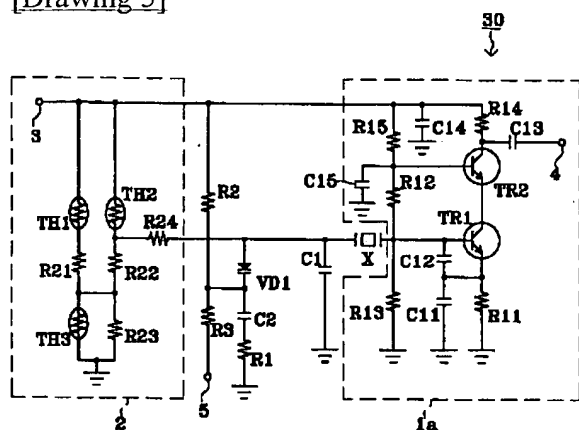 [Drawing 5]
30
3
R14
C14
C13
R15
4
C15
R12
TR2
TH1
TH2
R24
R2
TR1
R21
R22
VD1
C1
X
C12
TH3
R23
R3
C2
R13
C11
R11
R1
2
5
1a